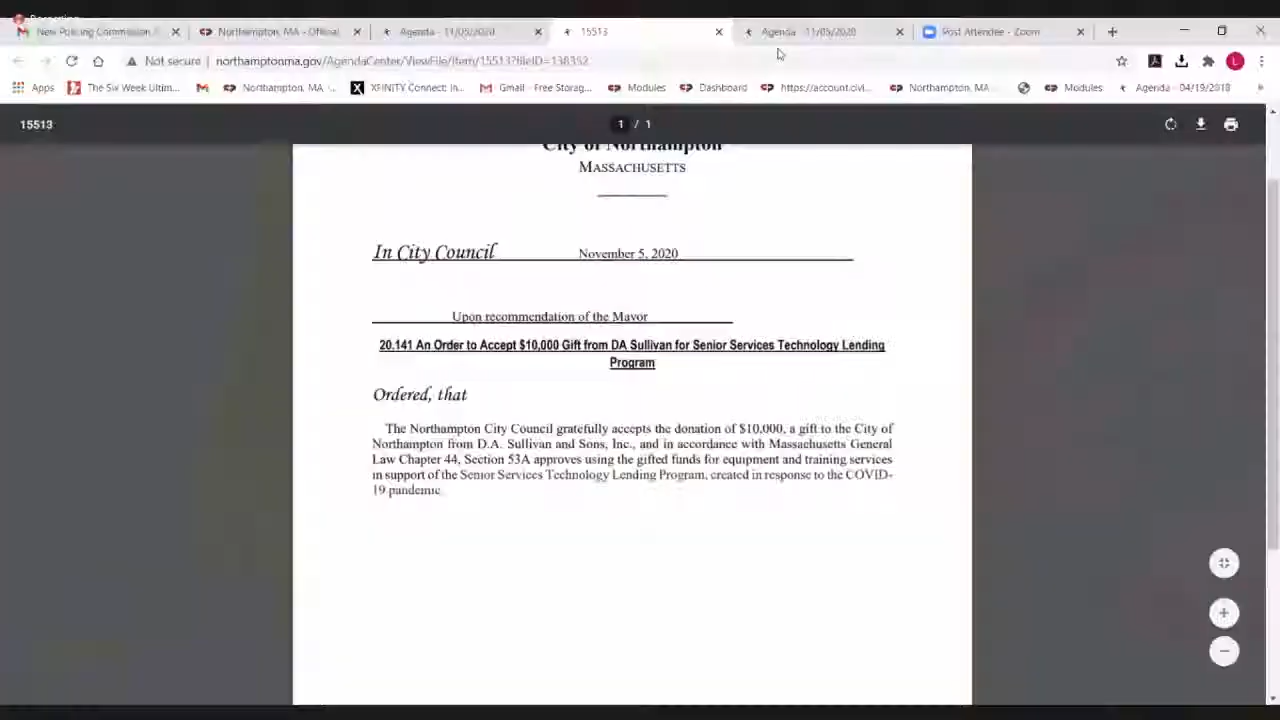 Recording
New Policing Commission
Northampton, MA - Official
Agenda - 11/05/2020
15513
Agenda - 11/05/2020
Post Attendee - Zoom
Not secure | northamptonma.gov/AgendaCenter/ViewFile/Item/15513?fileID=138352
Apps
The Six Week Ultim...
Northampton, MA
XFINITY Connect: In...
Gmail - Free Storag...
Modules
Dashboard
https://account.civi...
Northampton, MA
Modules
Agenda - 04/19/2018
»
15513
1 / 1
City of Northampton
MASSACHUSETTS
In City Council November 5, 2020
Upon recommendation of the Mayor
20.141 An Order to Accept $10,000 Gift from DA Sullivan for Senior Services Technology Lending
Program
Ordered, that
The Northampton City Council gratefully accepts the donation of $10,000, a gift to the City of
Northampton from D.A. Sullivan and Sons, Inc., and in accordance with Massachusetts General
Law Chapter 44, Section 53A approves using the gifted funds for equipment and training services
in support of the Senior Services Technology Lending Program, created in response to the COVID-
19 pandemic.